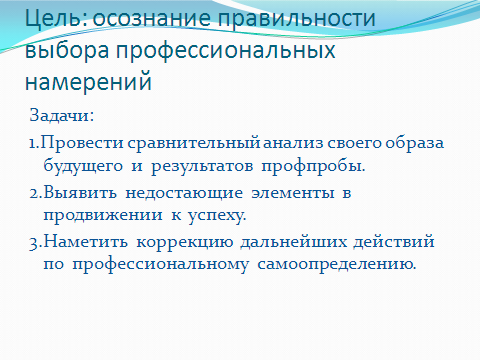 Цель: осознание правильности
выбора профессиональных
намерений
Задачи:
1.Провести сравнительный анализ своего образа
будущего и результатов профпробы.
2.Выявить недостающие элементы в
продвижении к успеху.
3.Наметить коррекцию дальнейших действий
по профессиональному самоопределению.